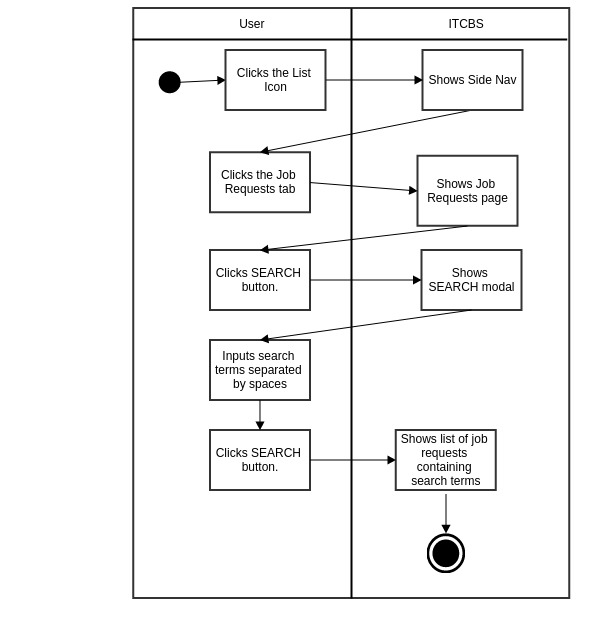 User
ITCBS
Clicks the List
Icon
Shows Side Nav
Clicks the Job
Requests tab
Shows Job
Requests page
Clicks SEARCH
button.
Shows
SEARCH modal
Inputs search
terms separated
by spaces
Clicks SEARCH
button.
Shows list of job
requests
containing
search terms